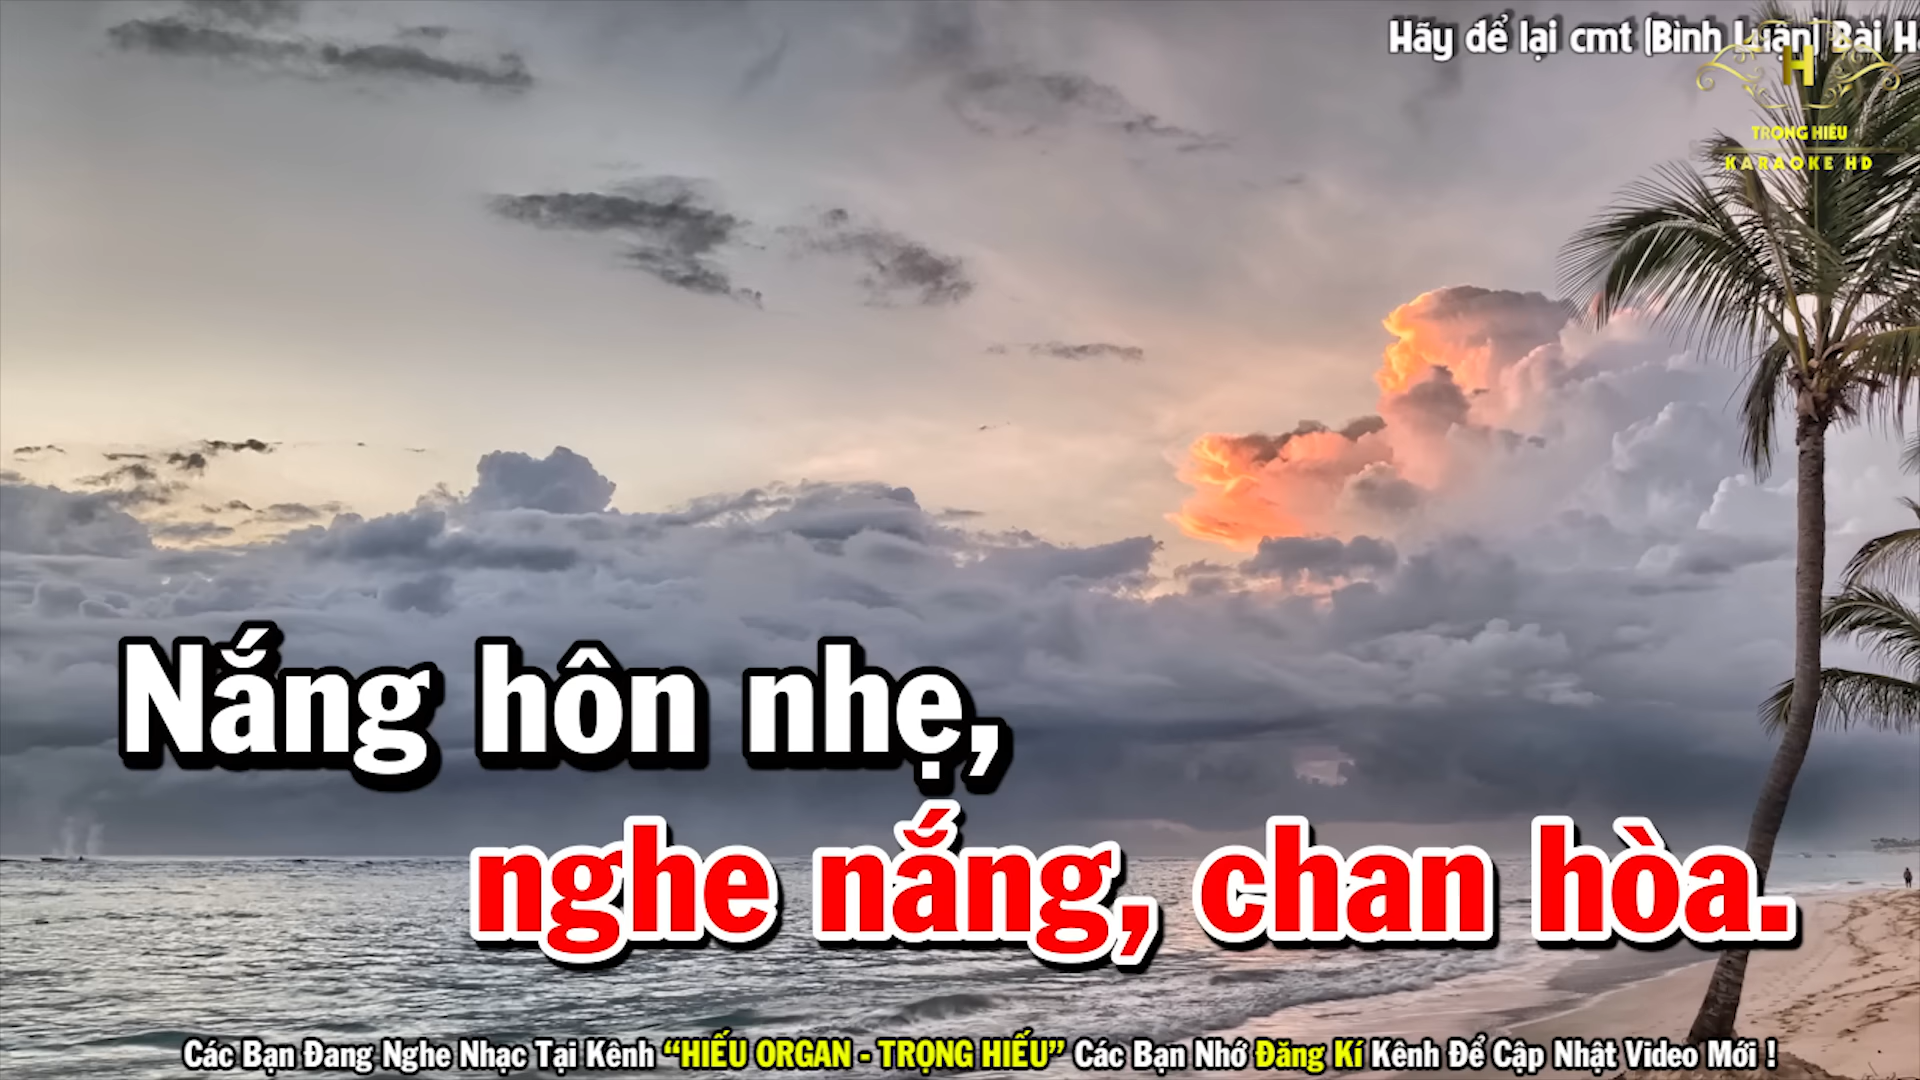 Hãy để lại cmt (Bình Luận) Bài H
H
TRỌNG HIẾU
KARAOKE HD
Nắng hôn nhẹ,
nghe nắng, chan hòa.
Các Bạn Đang Nghe Nhạc Tại Kênh “HIẾU ORGAN - TRỌNG HIẾU” Các Bạn Nhớ Đăng Kí Kênh Để Cập Nhật Video Mới !